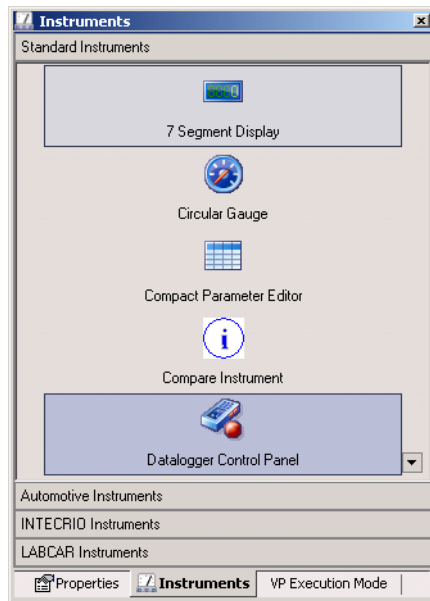 Instruments
Standard Instruments
7 Segment Display
Circular Gauge
Compact Parameter Editor
i
Compare Instrument
Datalogger Control Panel
Automotive Instruments
INTECRIO Instruments
LABCAR Instruments
Properties Instruments VP Execution Mode